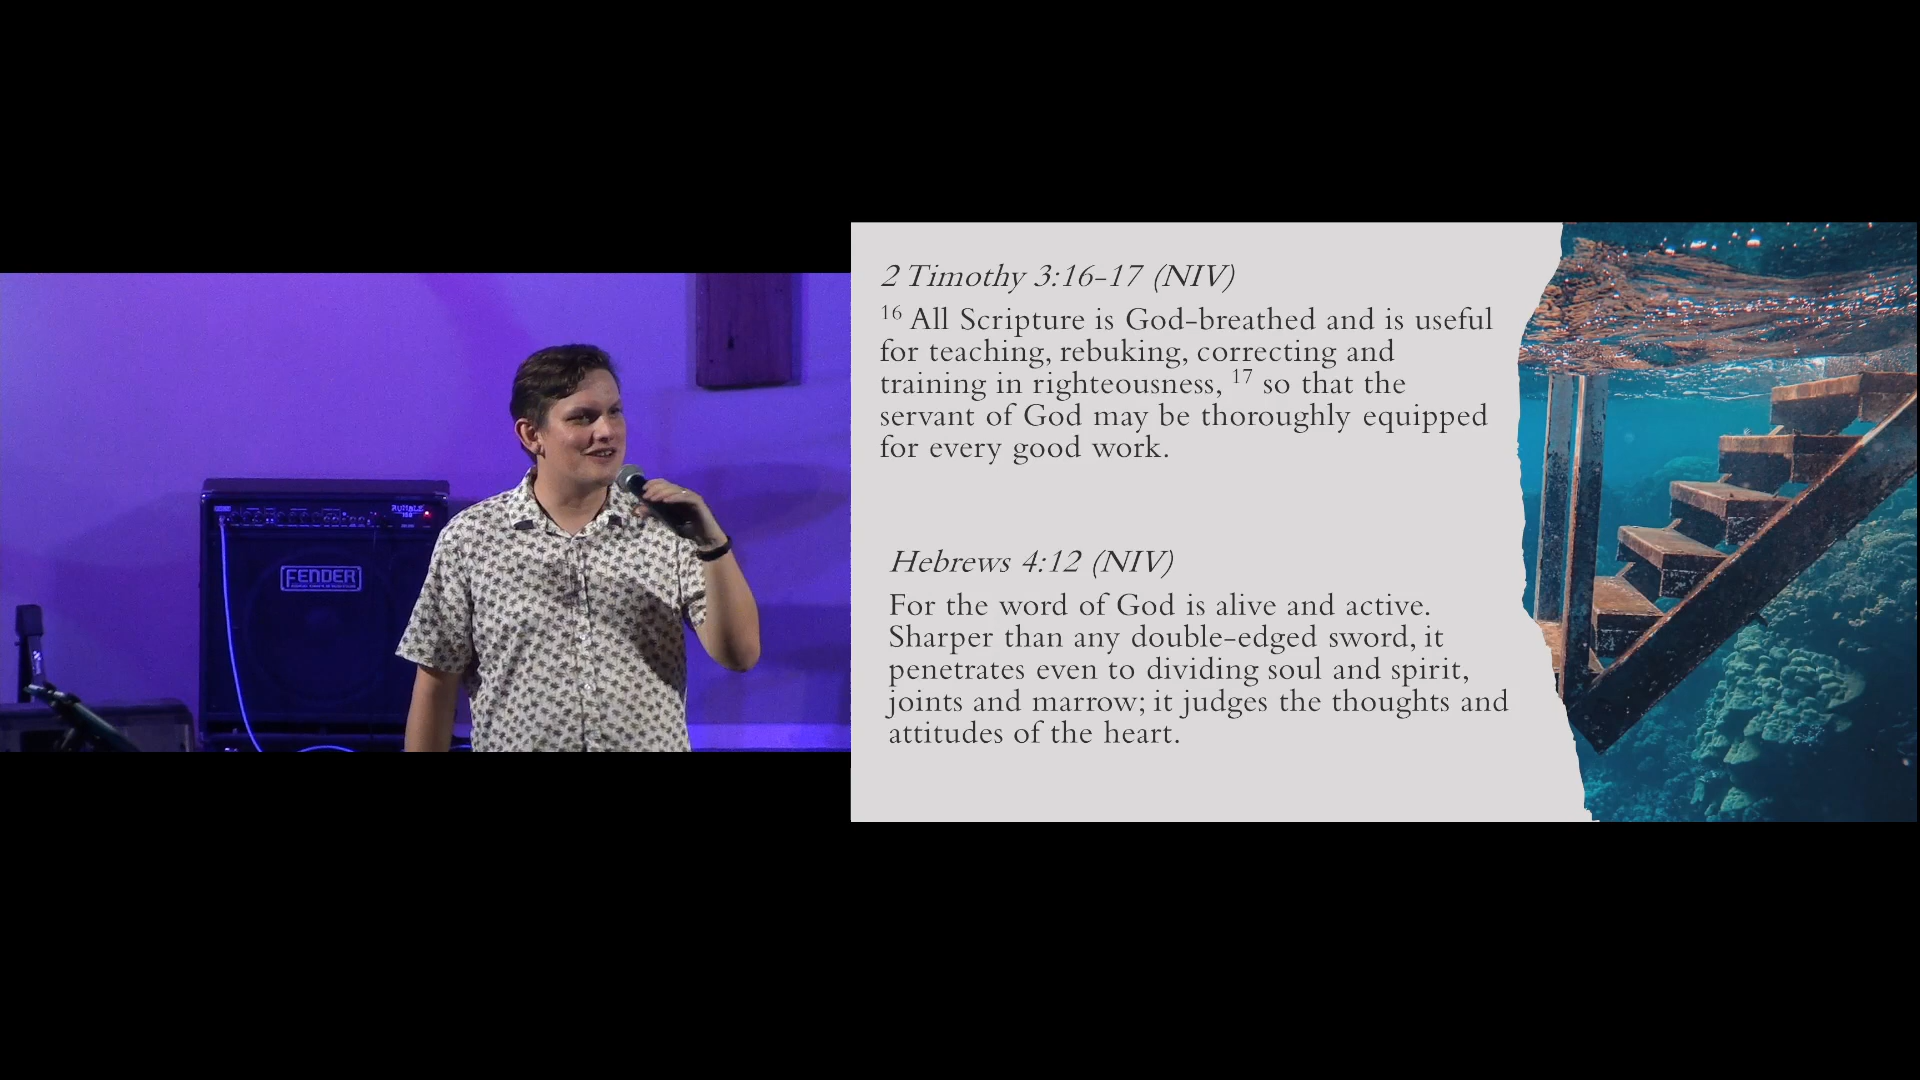 RUMBLE
100
FENDER
2 Timothy 3:16-17 (NIV)
16 All Scripture is God-breathed and is useful
for teaching, rebuking, correcting and
training in righteousness, 17 so that the
servant of God may be thoroughly equipped
for every good work.
Hebrews 4:12 (NIV)
For the word of God is alive and active.
Sharper than any double-edged sword, it
penetrates even to dividing soul and spirit,
joints and marrow; it judges the thoughts and
attitudes of the heart.